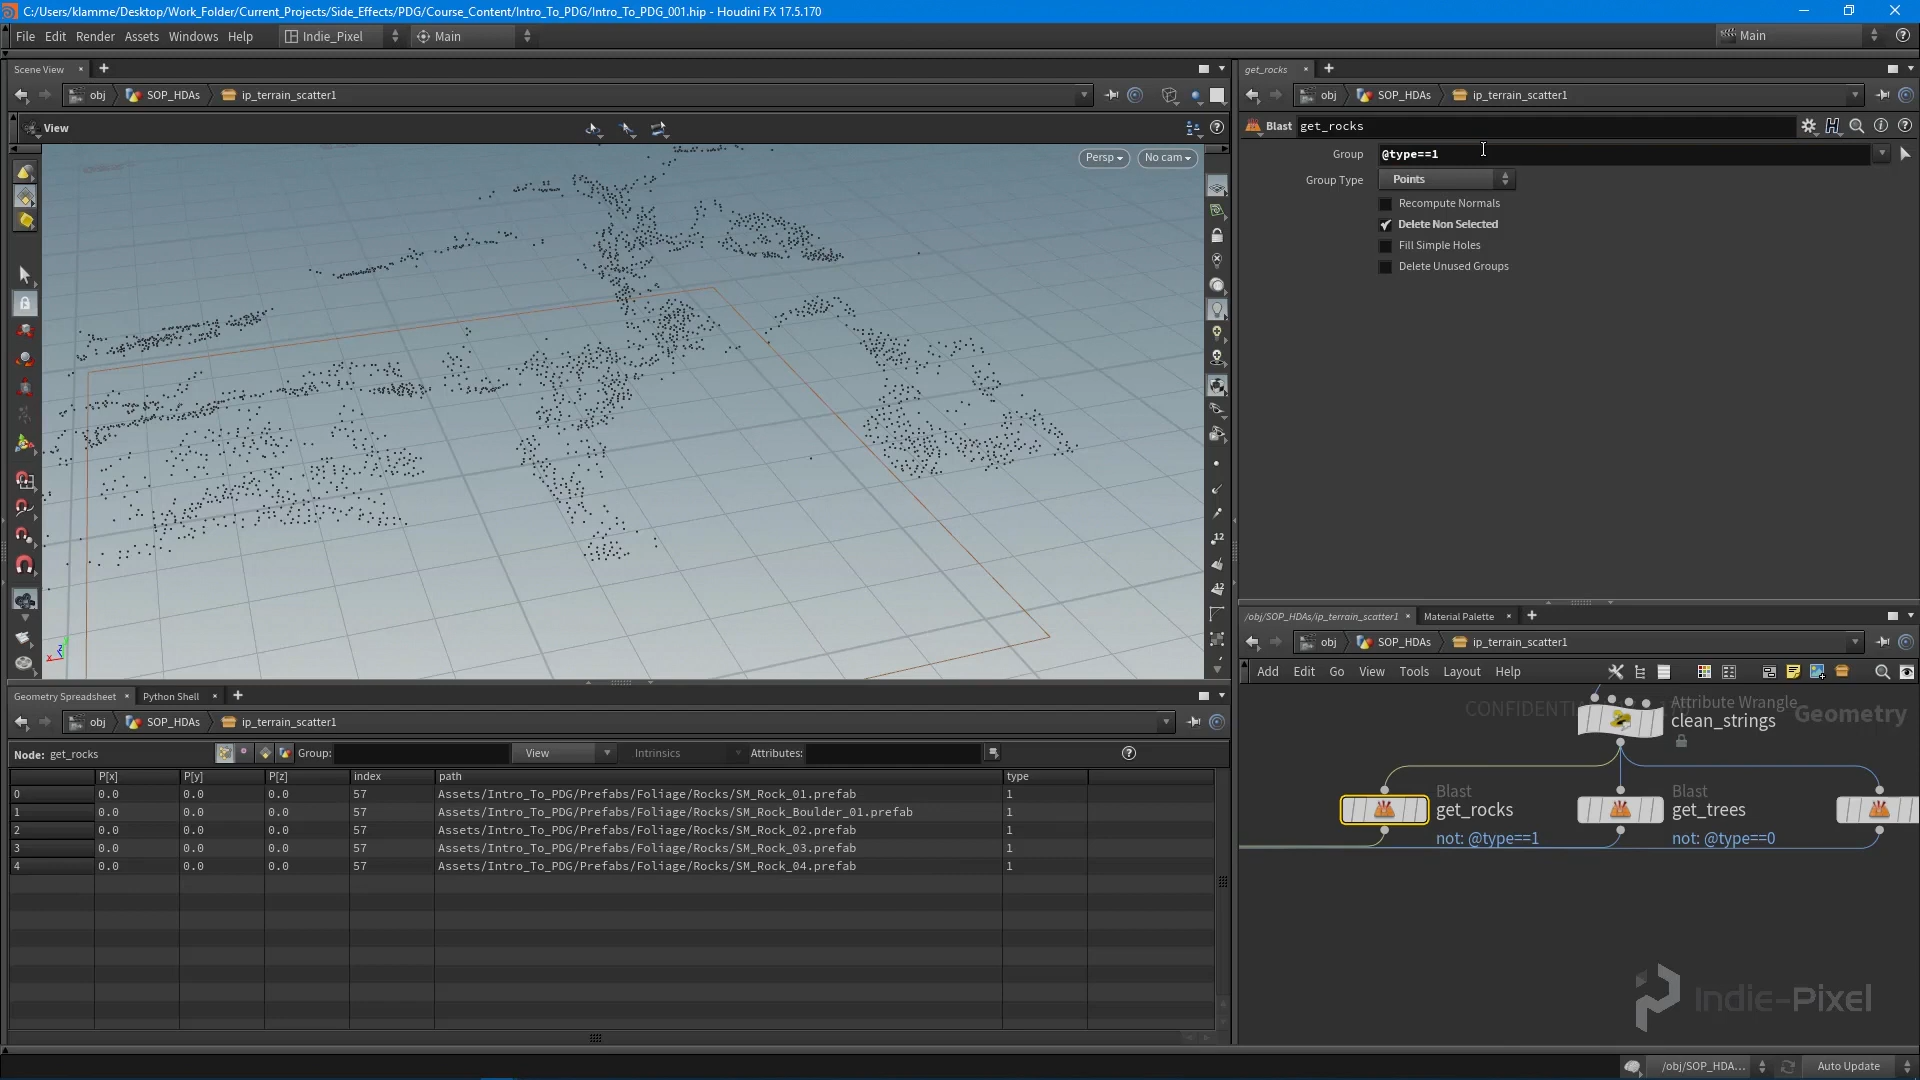 C:/Users/klamme/Desktop/Work_Folder/Current_Projects/Side_Effects/PDG/Course_Content/Intro_To_PDG/Intro_To_PDG_001.hip - Houdini FX 17.5.170
File Edit Render Assets Windows Help Indie_Pixel Main Main
Scene View
obj SOP_HDAs ip_terrain_scatter1
View
Persp No cam
get_rocks
obj SOP_HDAs ip_terrain_scatter1
Blast get_rocks
Group @type==1
Group Type Points
Recompute Normals
Delete Non Selected
Fill Simple Holes
Delete Unused Groups
/obj/SOP_HDAs/ip_terrain_scatter1 Material Palette
obj SOP_HDAs ip_terrain_scatter1
Add Edit Go View Tools Layout Help
Attribute Wrangle
clean_strings
Geometry
Blast
get_rocks
not: @type==1
Blast
get_trees
not: @type==0
Indie-Pixel
Geometry Spreadsheet Python Shell
obj SOP_HDAs ip_terrain_scatter1
Node: get_rocks Group: View Intrinsics Attributes:
P[x] P[y] P[z] index path type
0 0.0 0.0 0.0 57 Assets/Intro_To_PDG/Prefabs/Foliage/Rocks/SM_Rock_01.prefab 1
1 0.0 0.0 0.0 57 Assets/Intro_To_PDG/Prefabs/Foliage/Rocks/SM_Rock_Boulder_01.prefab 1
2 0.0 0.0 0.0 57 Assets/Intro_To_PDG/Prefabs/Foliage/Rocks/SM_Rock_02.prefab 1
3 0.0 0.0 0.0 57 Assets/Intro_To_PDG/Prefabs/Foliage/Rocks/SM_Rock_03.prefab 1
4 0.0 0.0 0.0 57 Assets/Intro_To_PDG/Prefabs/Foliage/Rocks/SM_Rock_04.prefab 1
/obj/SOP_HDA... Auto Update